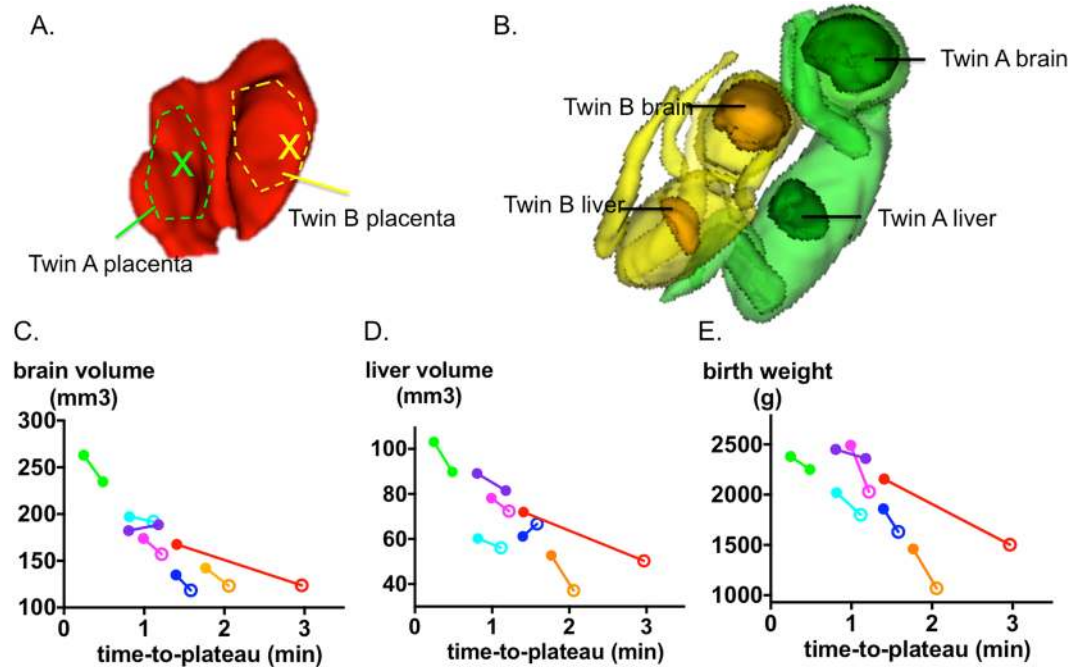 A.
X
X
Twin B placenta
Twin A placenta
B.
Twin A brain
Twin B brain
Twin B liver
Twin A liver
C.
brain volume
(mm3)
300
250
200
150
100
0
1
2
3
time-to-plateau (min)
D.
liver volume
(mm3)
100
80
60
40
0
1
2
3
time-to-plateau (min)
E.
birth weight
(g)
2500
2000
1500
1000
0
1
2
3
time-to-plateau (min)